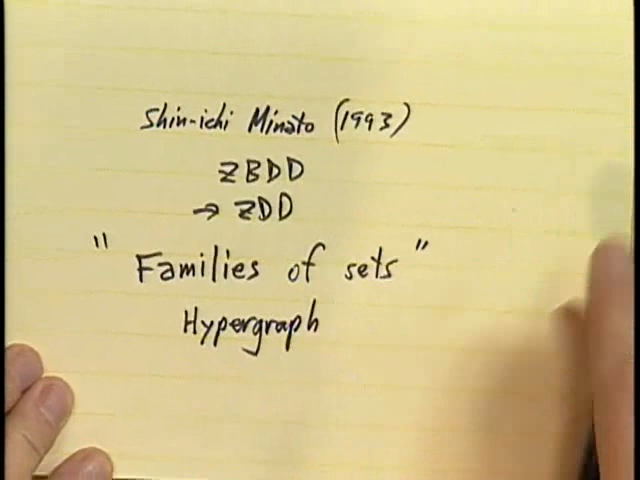 Shin-ichi Minato (1993)
ZBDD
→ ZDD
" Families of sets "
Hypergraph